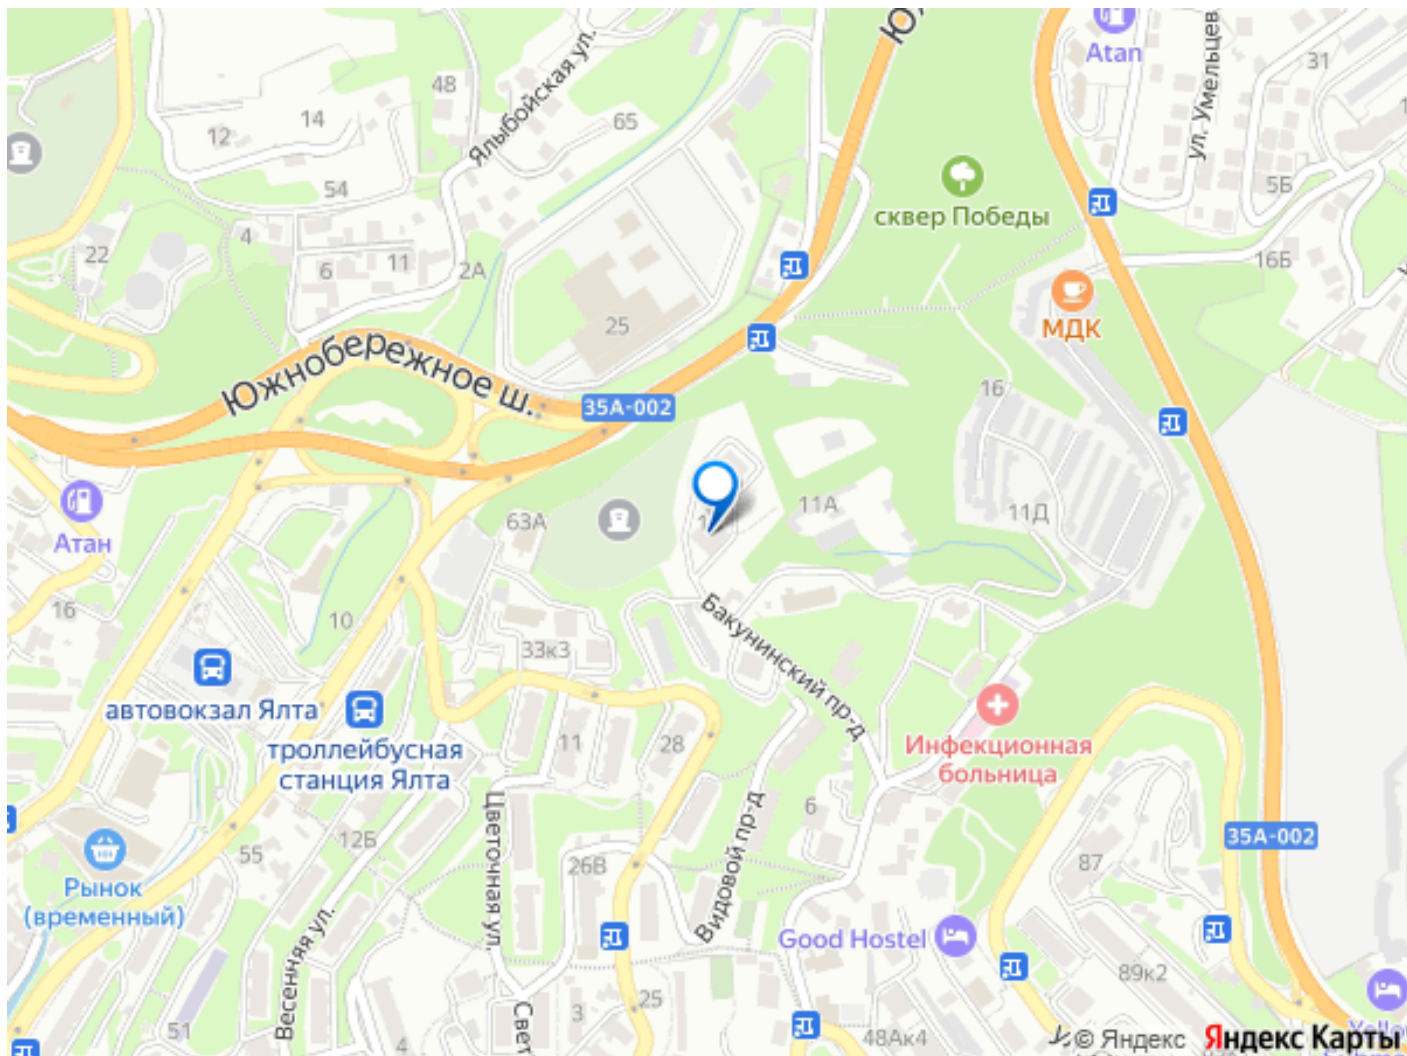 Atan
ул. Умельцев
31
48
14
12
65
Ялыбойская ул.
54
5Б
сквер Победы
4
22
11
6
2А
16Б
25
МДК
Южнобережное ш.
35А-002
16
11А
11Д
63А
Атан
16
10
Бакунинский пр-д
33к3
автовокзал Ялта
троллейбусная
станция Ялта
11
28
Инфекционная
больница
Цветочная ул.
Видовой пр-д
6
12Б
55
26В
35А-002
87
Рынок
(временный)
Весенняя ул.
Good Hostel
89к2
25
3
Свет
51
4
48Ак4
© Яндекс
Яндекс Карты